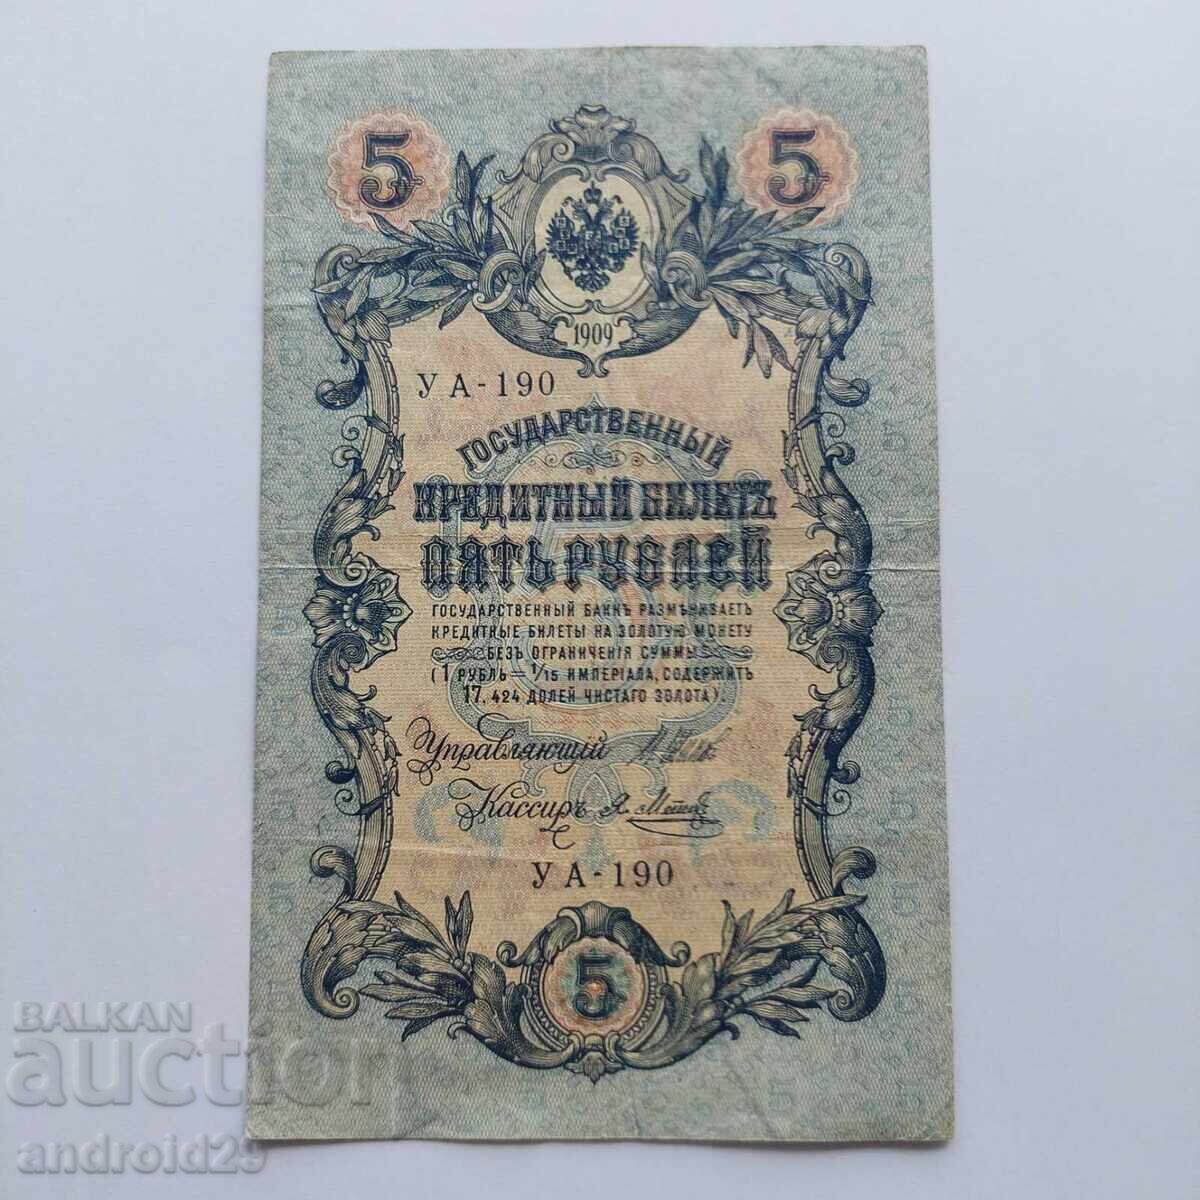 5 5
1909
УА-190
ГОСУДАРСТВЕННЫЙ
КРЕДИТНЫЙ БИЛЕТЪ
ПЯТЬ РУБЛЕЙ
ГОСУДАРСТВЕННЫЙ БАНКЪ РАЗМѢНИВАЕТЪ
КРЕДИТНЫЕ БИЛЕТЫ НА ЗОЛОТУЮ МОНЕТУ
БЕЗЪ ОГРАНИЧЕНІЯ СУММЫ
(1 РУБЛЬ = 1/15 ИМПЕРІАЛА, СОДЕРЖИТЪ
17,424 ДОЛЕЙ ЧИСТАГО ЗОЛОТА).
Управляющій
Кассиръ
УА-190
5
BALKAN
auction
android29